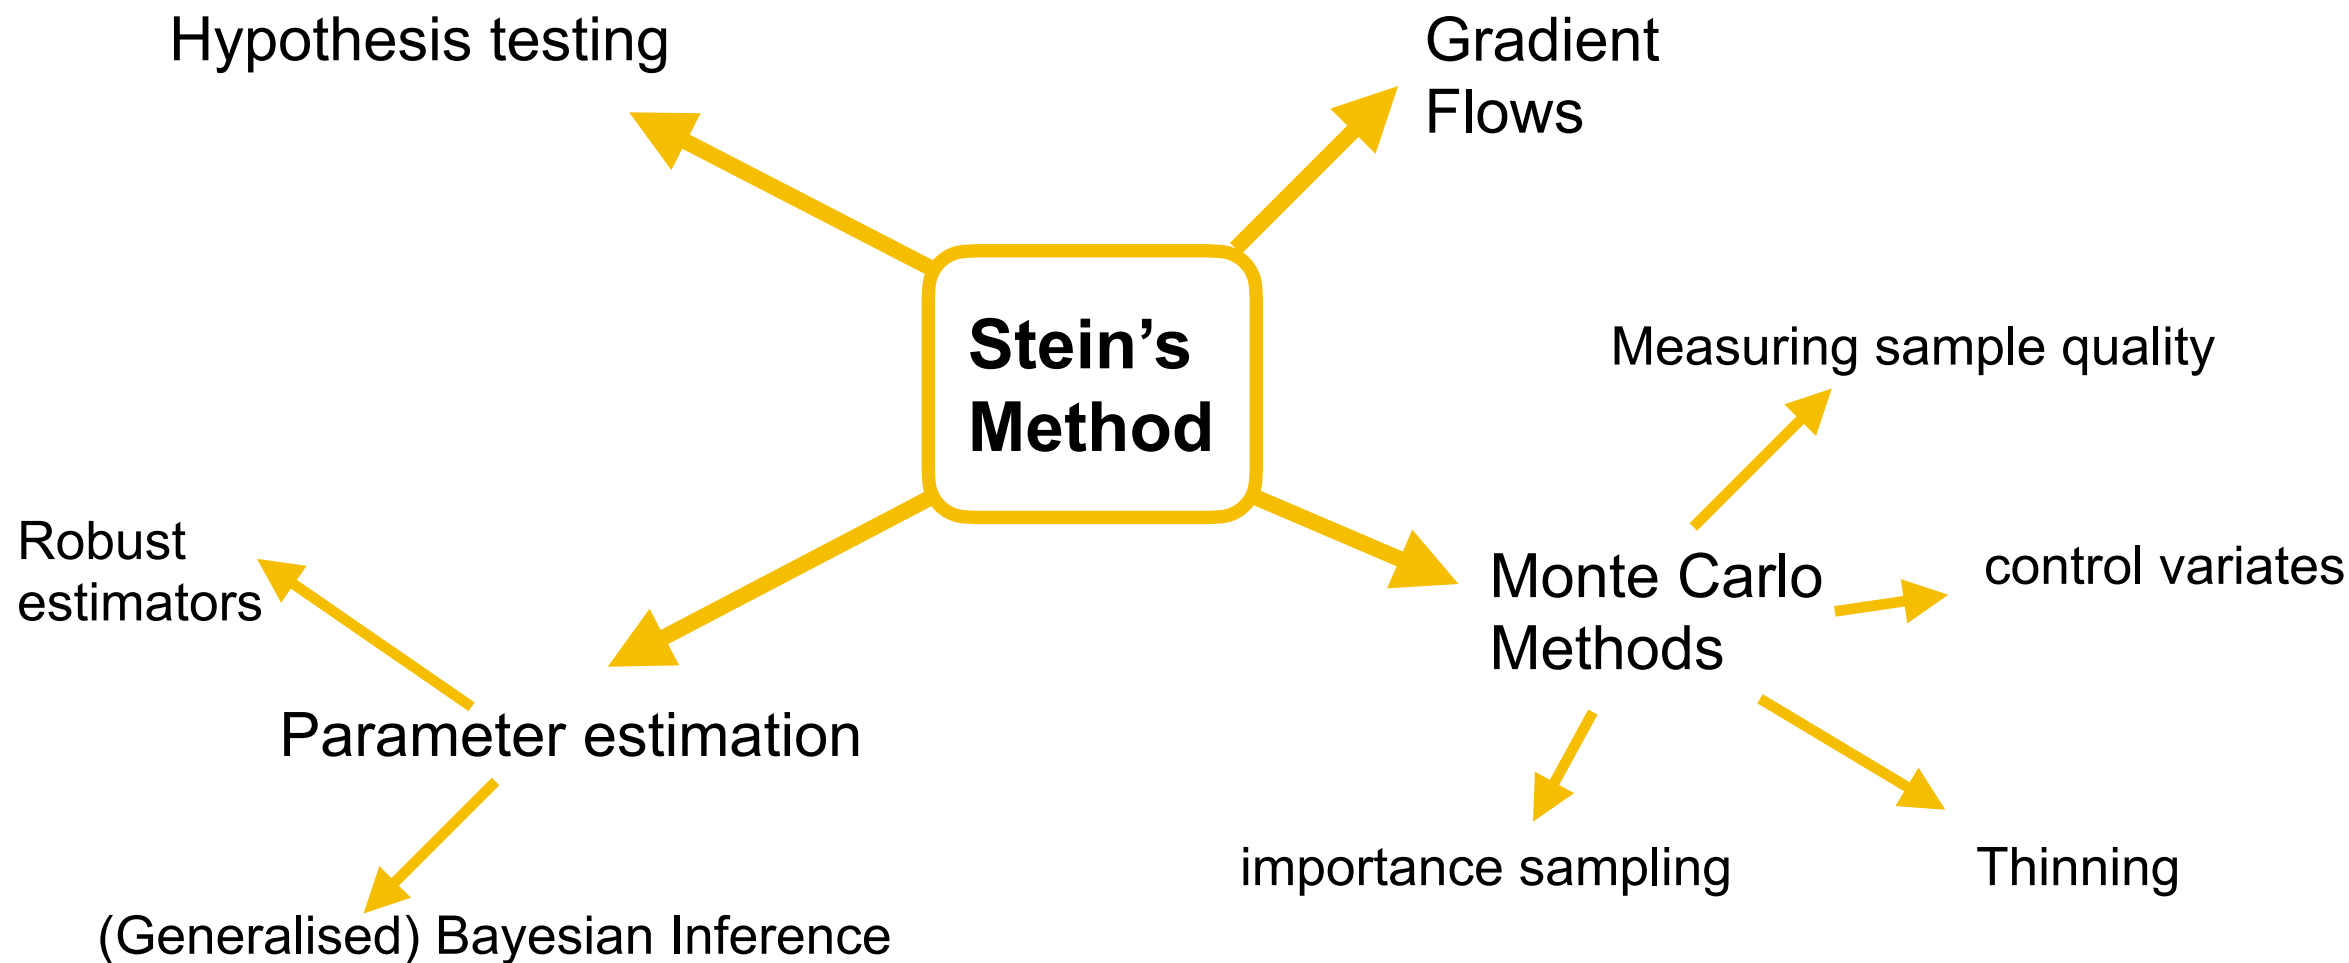 Hypothesis testing
Gradient
Flows
Stein’s
Method
Measuring sample quality
Robust
estimators
Monte Carlo
Methods
control variates
Parameter estimation
importance sampling
Thinning
(Generalised) Bayesian Inference